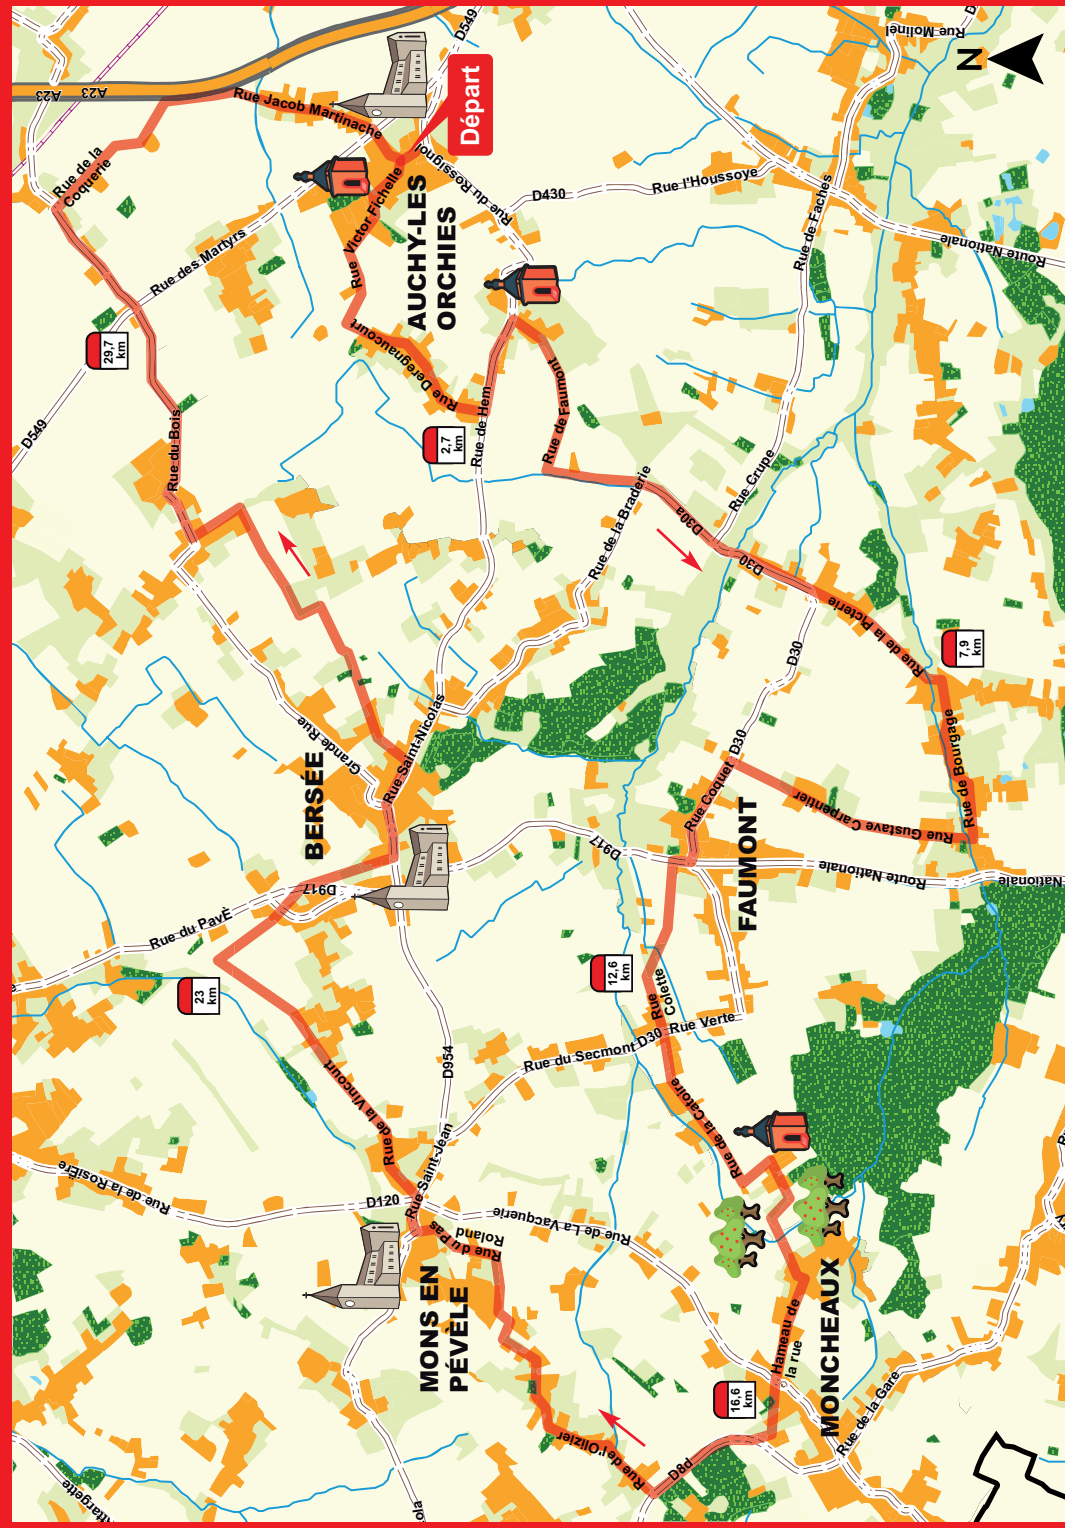 A23
A23
D549
Rue Moline
Rue Jacob Martinache
N
Départ
Rue de la
Coquerie
Rue du Rossignol
Rue Victor Fichelle
D430
Rue l'Houssoye
Rue de Faches
Route Nationale
AUCHY-LES
ORCHIES
Rue des Martyrs
29,7
km
Rue Deregnaucourt
D549
Rue du Bois
2,7
km
Rue de Hem
Rue de Faumont
Rue de la Braderie
Rue Crupe
D30a
D30
Rue de la Picterie
7,9
km
D30
Rue de Bourgage
Grande Rue
Rue Saint-Nicolas
BERSÉE
D30
Rue Coquet
Rue Gustave Carpentier
FAUMONT
D917
Route Nationale
Nationale
D917
Rue du PavÈ
23
km
12,6
km
Rue
Colette
Rue Verte
D30
Rue du Secmont
D954
Rue de la Vincourt
Rue de la Catoire
Rue Saint-Jean
D120
Rue de la RosiËre
Rue de La Vacquerie
Rue du Pas
Roland
MONS EN
PÉVÈLE
MONCHEAUX
Hameau de
la rue
16,6
km
Rue de la Gare
Rue de l'Olizier
D8d